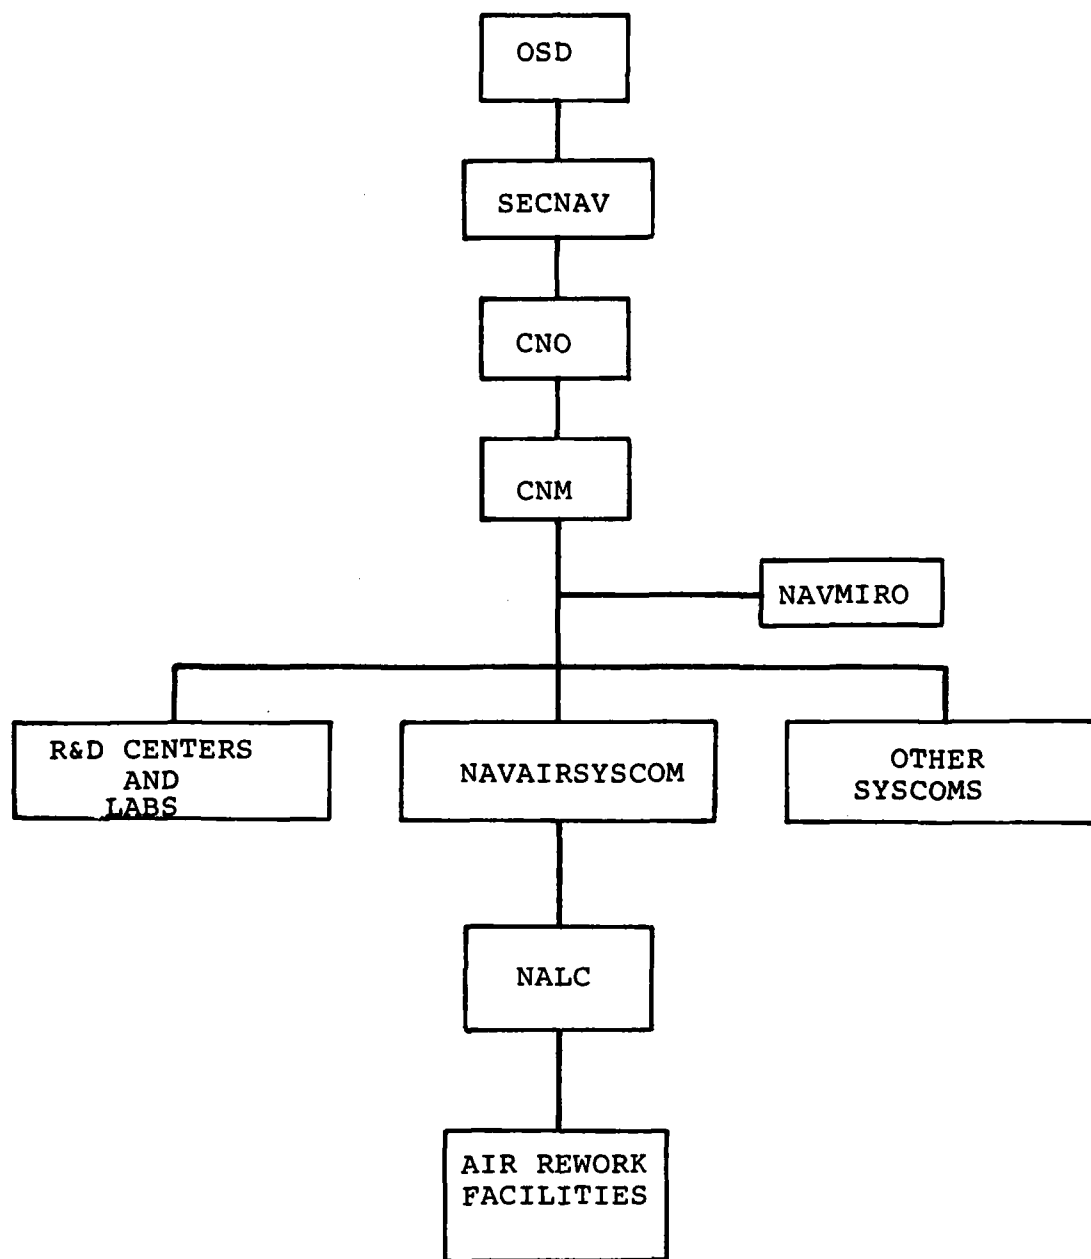 OSD
SECNAV
CNO
CNM
NAVMIRO
R&D CENTERS
AND
LABS
NAVAIRSYSCOM
OTHER
SYSCOMS
NALC
AIR REWORK
FACILITIES